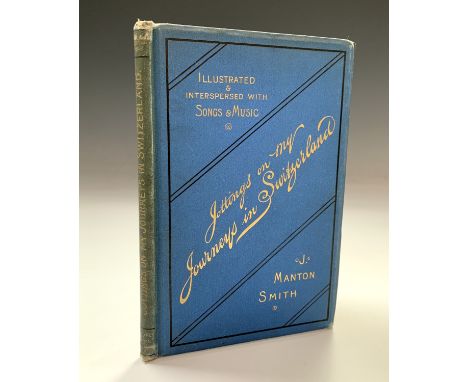 ILLUSTRATED
&
INTERSPERSED WITH
SONGS & MUSIC
Jottings on my
Journeys in Switzerland
J.
MANTON
SMITH
JOTTINGS ON MY JOURNEYS IN SWITZERLAND.